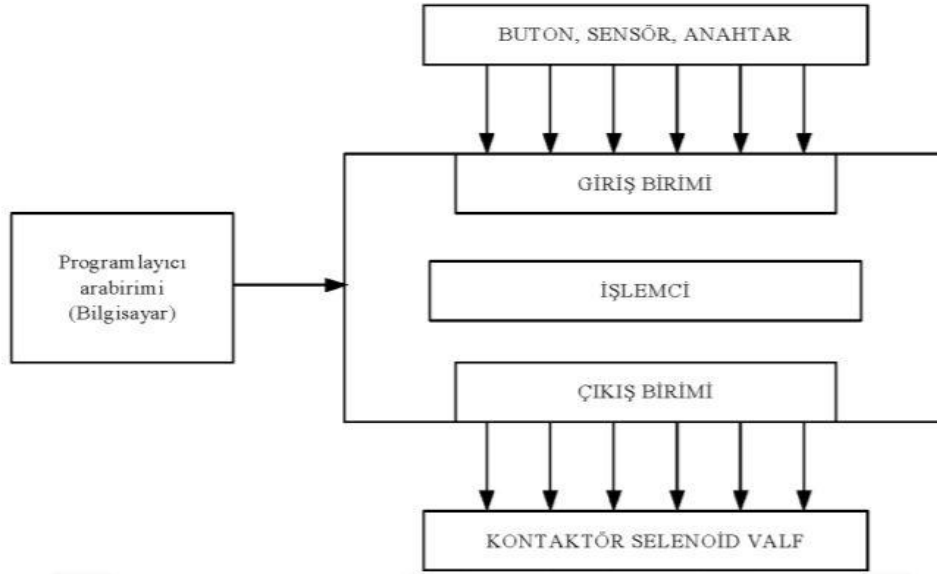 BUTON, SENSÖR, ANAHTAR
GİRİŞ BİRİMİ
Programlayıcı
arabirimi
(Bilgisayar)
İŞLEMCİ
ÇIKIŞ BİRİMİ
KONTAKTÖR SELENOİD VALF